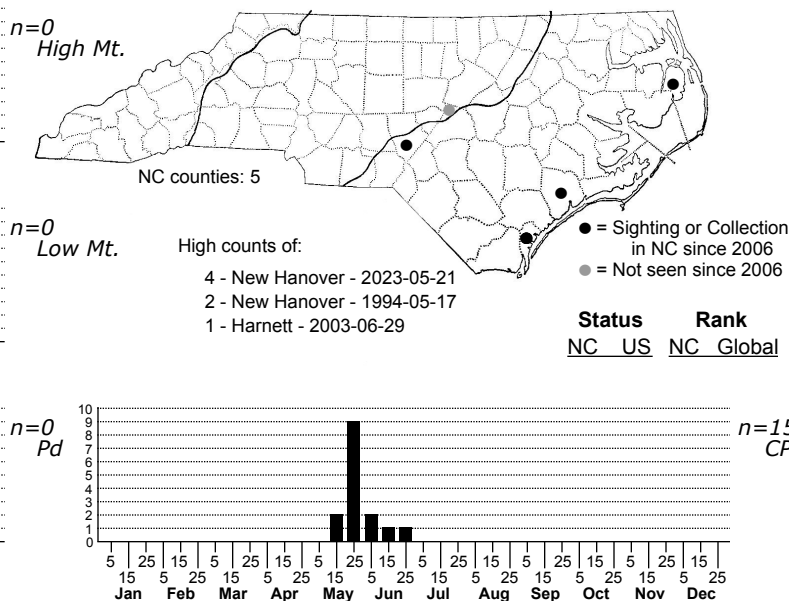 n=0
High Mt.
NC counties: 5
n=0
Low Mt.
High counts of:
4 - New Hanover - 2023-05-21
2 - New Hanover - 1994-05-17
1 - Harnett - 2003-06-29
= Sighting or Collection
in NC since 2006
= Not seen since 2006
Status Rank
NC US NC Global
n=0
Pd
n=15
CP
10
9
8
7
6
5
4
3
2
1
0
5 25 15 5 25 15 5 25 15 5 25 15 5 25 15 5 25 15
15 5 25 15 5 25 15 5 25 15 5 25 15 5 25 15 5 25
Jan Feb Mar Apr May Jun Jul Aug Sep Oct Nov Dec